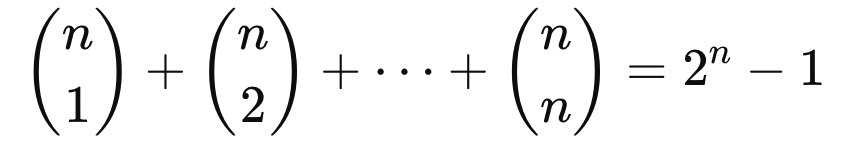 \binom{n}{1} + \binom{n}{2} + \cdots + \binom{n}{n} = 2^n - 1